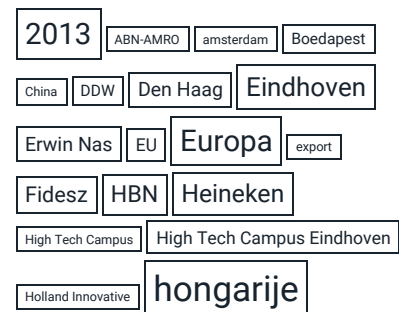 2013 ABN-AMRO amsterdam Boedapest
China DDW Den Haag Eindhoven
Erwin Nas EU Europa export
Fidesz HBN Heineken
High Tech Campus High Tech Campus Eindhoven
Holland Innovative hongarije